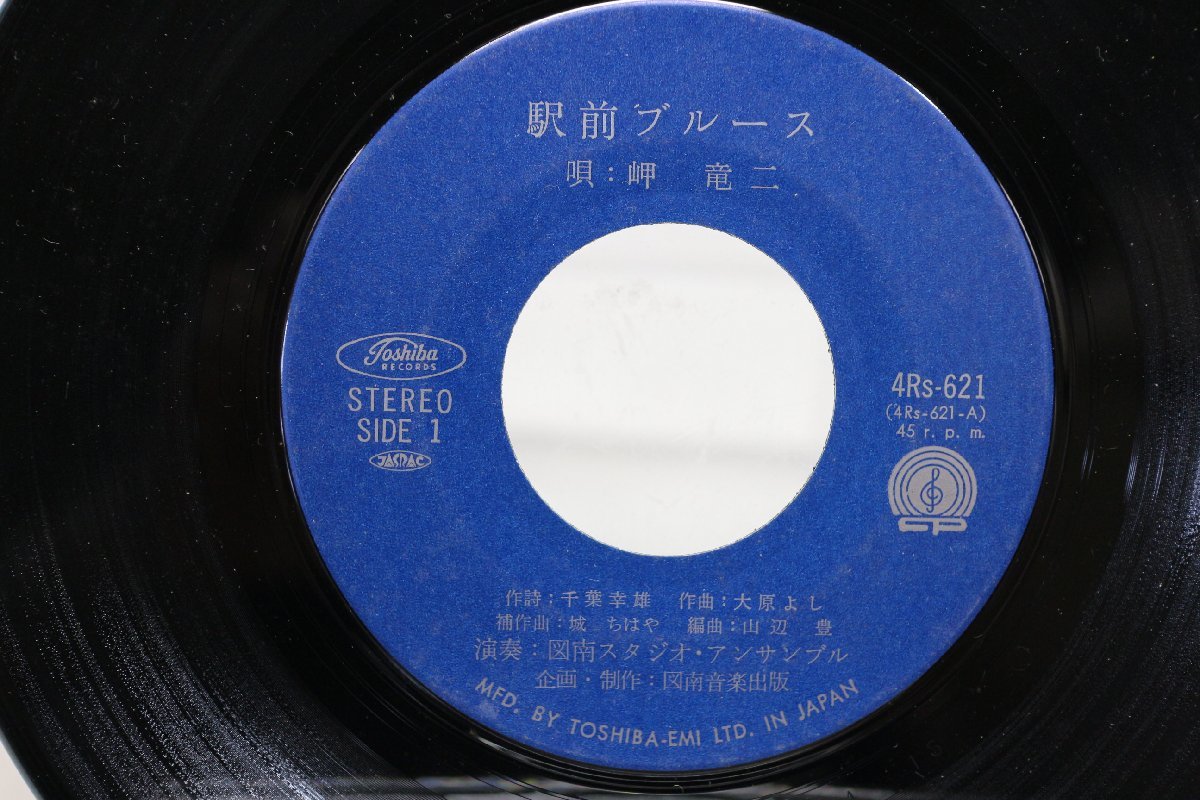 駅前ブルース
唄：岬　竜二
Toshiba
RECORDS
STEREO
SIDE 1
JASRAC
4Rs-621
(4Rs-621-A)
45 r. p. m.
作詩：千葉幸雄　作曲：大原よし
補作曲：城　ちはや　編曲：山辺　豊
演奏：図南スタジオ・アンサンブル
企画・制作：図南音楽出版
MFD. BY TOSHIBA-EMI LTD. IN JAPAN